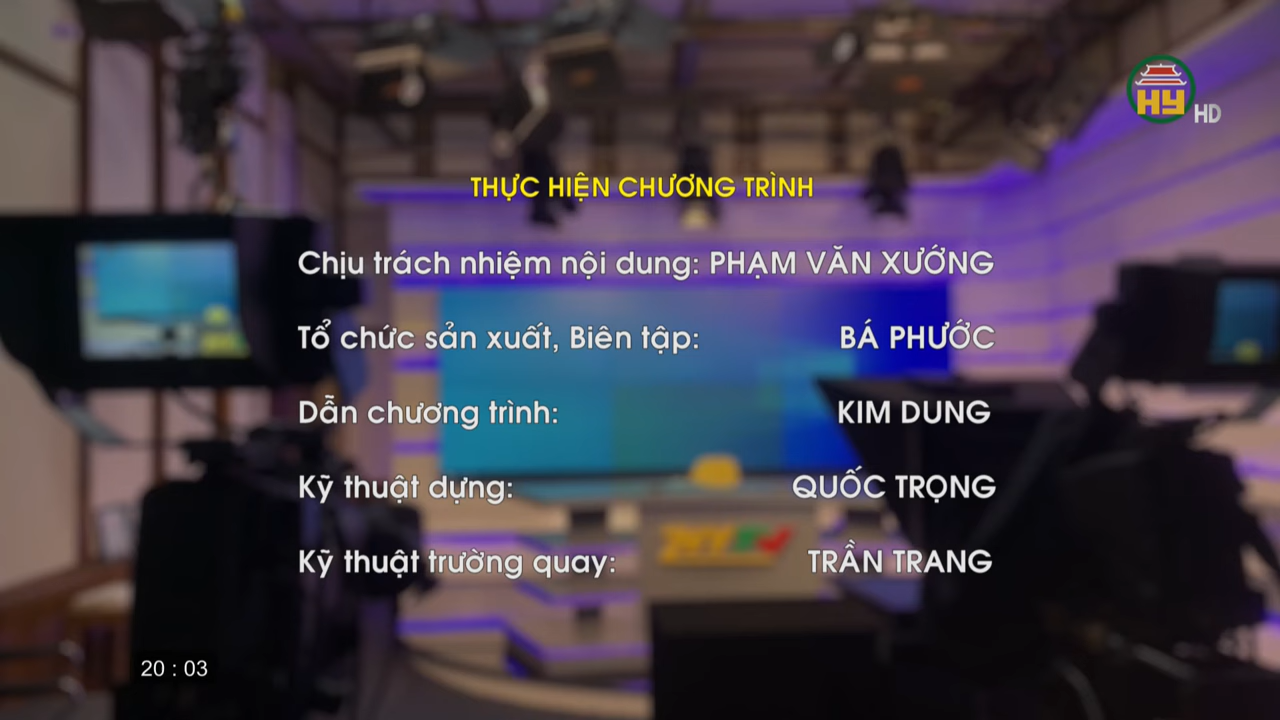 HY HD
THỰC HIỆN CHƯƠNG TRÌNH
Chịu trách nhiệm nội dung: PHẠM VĂN XƯỚNG
Tổ chức sản xuất, Biên tập: BÁ PHƯỚC
Dẫn chương trình: KIM DUNG
Kỹ thuật dựng: QUỐC TRỌNG
Kỹ thuật trường quay: TRẦN TRANG
20 : 03